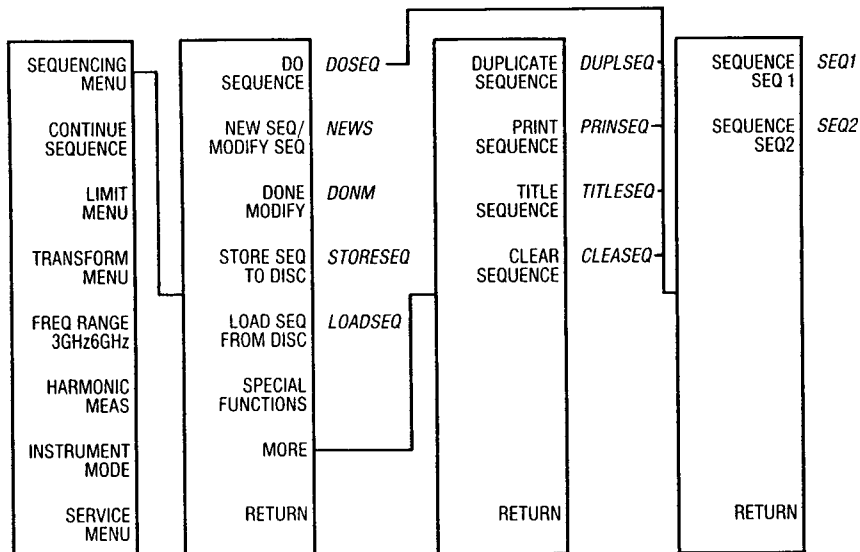 SEQUENCING
MENU
CONTINUE
SEQUENCE
LIMIT
MENU
TRANSFORM
MENU
FREQ RANGE
3GHz6GHz
HARMONIC
MEAS
INSTRUMENT
MODE
SERVICE
MENU
DO
SEQUENCE
DOSEQ
NEW SEQ/
MODIFY SEQ
NEWS
DONE
MODIFY
DONM
STORE SEQ
TO DISC
STORESEQ
LOAD SEQ
FROM DISC
LOADSEQ
SPECIAL
FUNCTIONS
MORE
RETURN
DUPLICATE
SEQUENCE
DUPLSEQ
PRINT
SEQUENCE
PRINSEQ
TITLE
SEQUENCE
TITLESEQ
CLEAR
SEQUENCE
CLEASEQ
RETURN
SEQUENCE
SEQ 1
SEQ1
SEQUENCE
SEQ2
SEQ2
RETURN